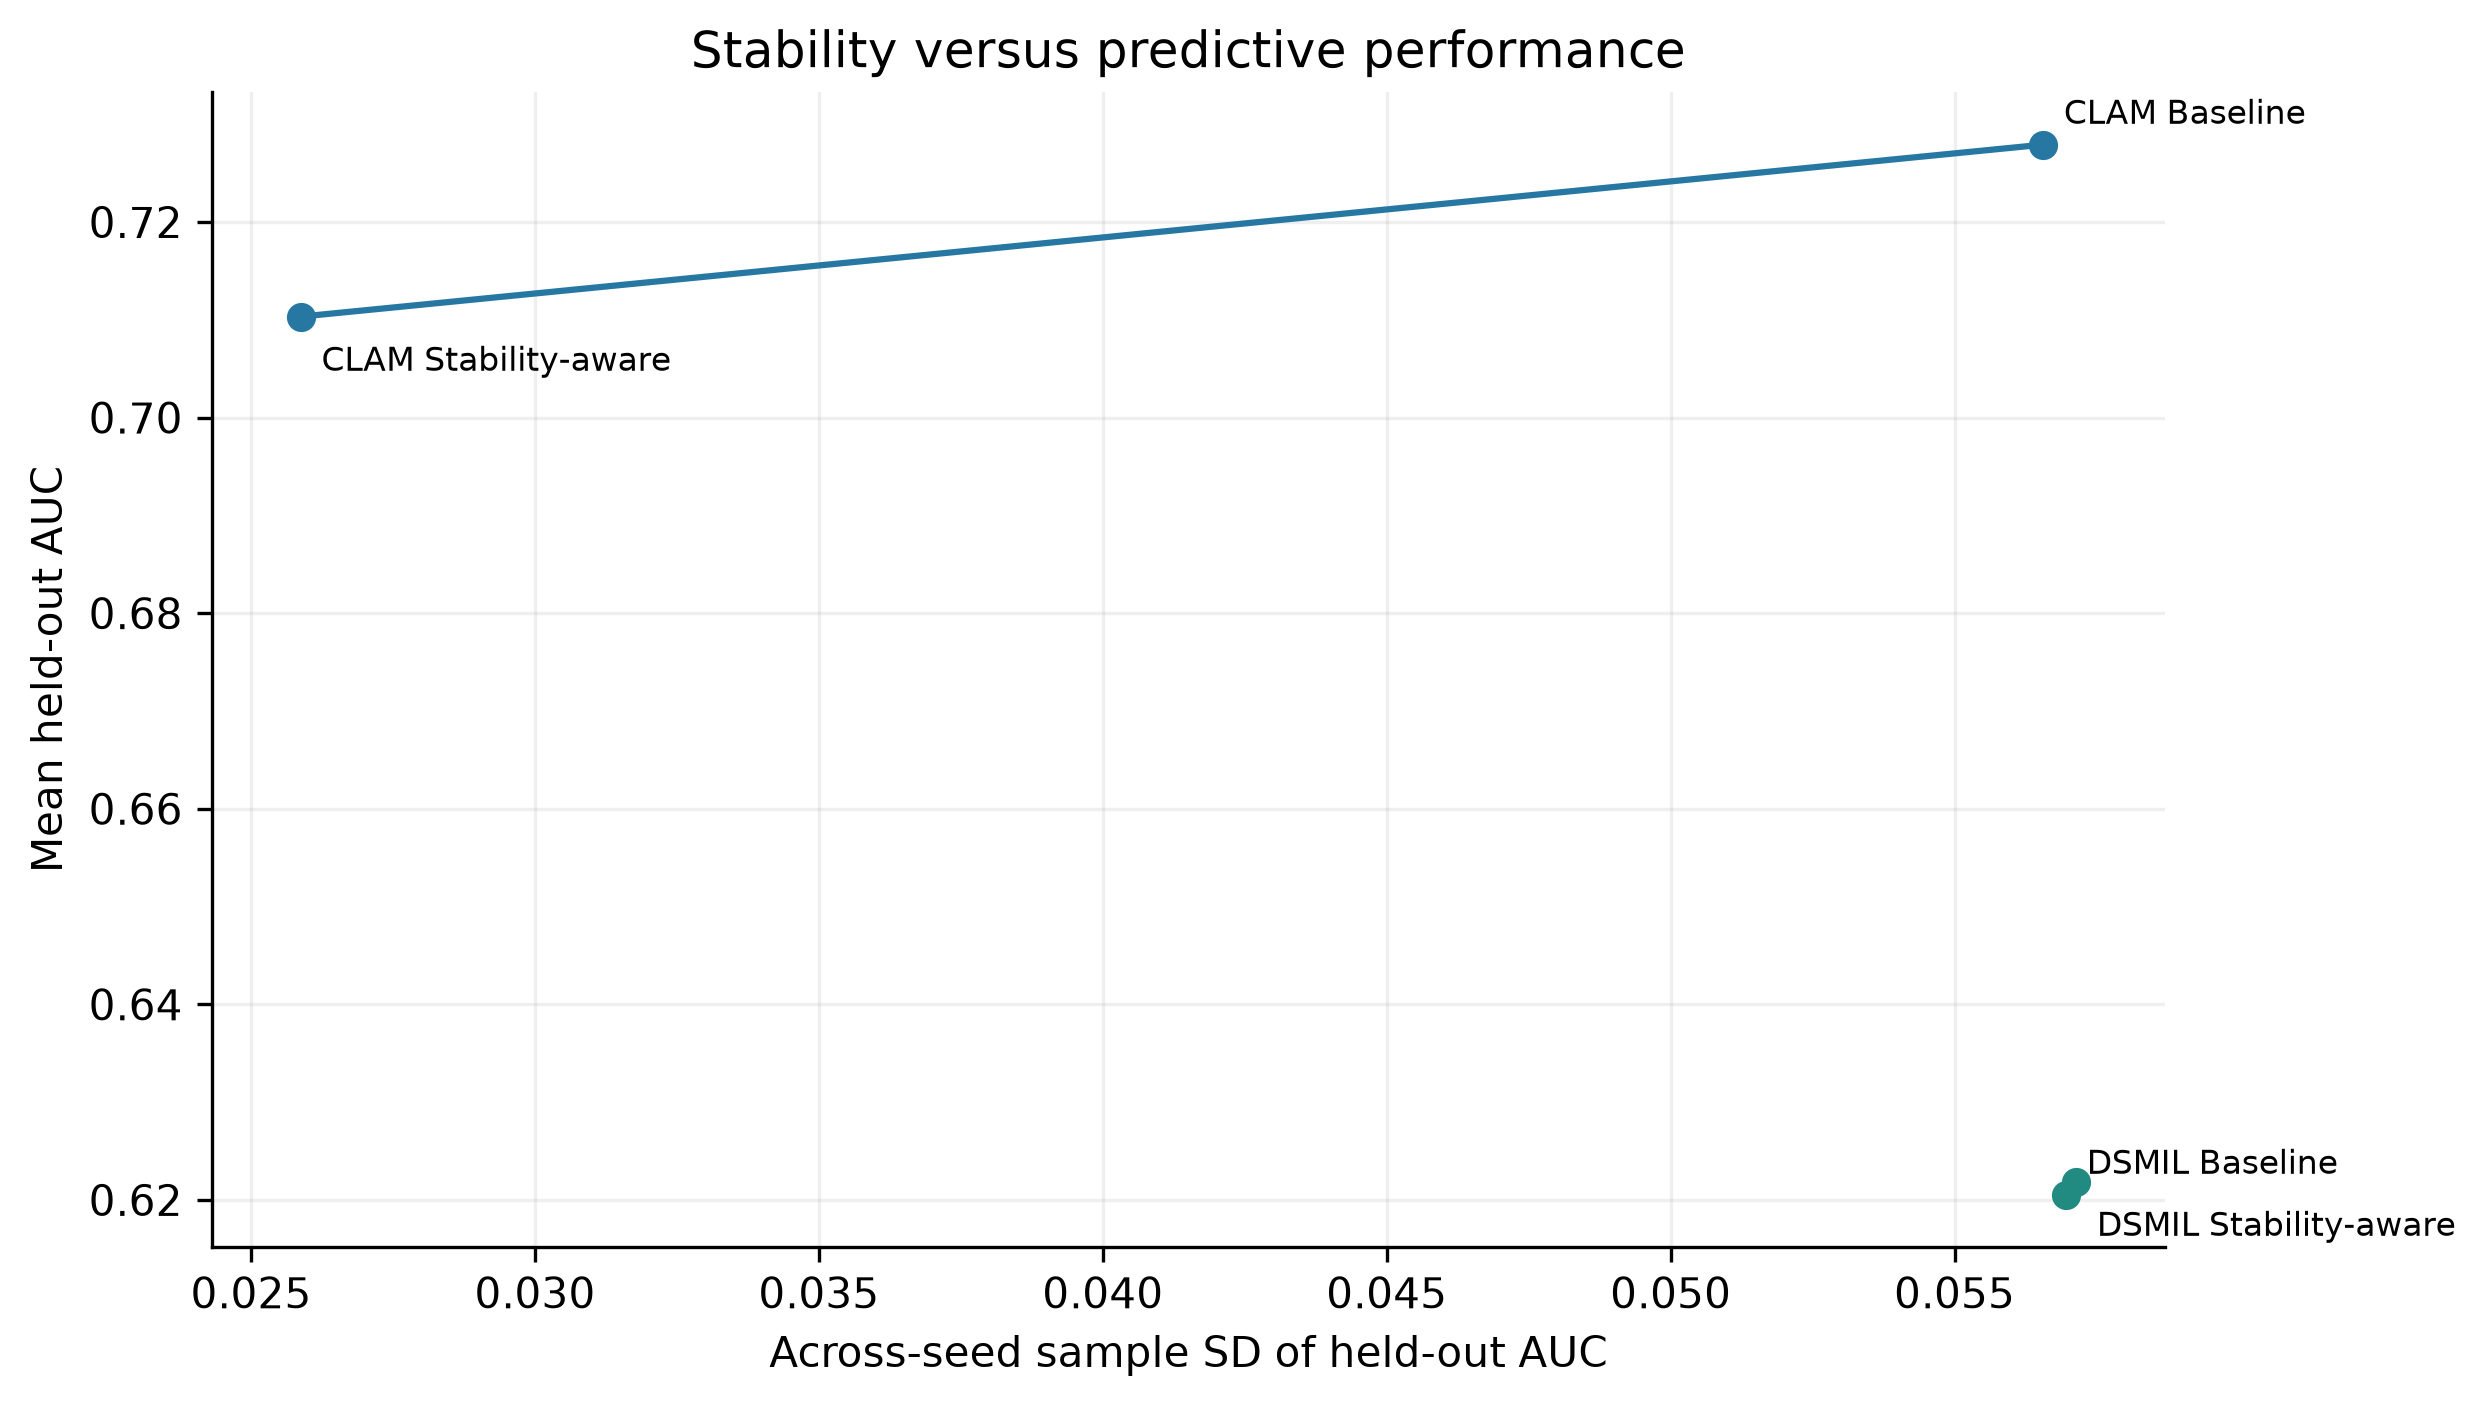 Stability versus predictive performance
CLAM Baseline
CLAM Stability-aware
DSMIL Baseline
DSMIL Stability-aware
Mean held-out AUC
0.72
0.70
0.68
0.66
0.64
0.62
0.025 0.030 0.035 0.040 0.045 0.050 0.055
Across-seed sample SD of held-out AUC